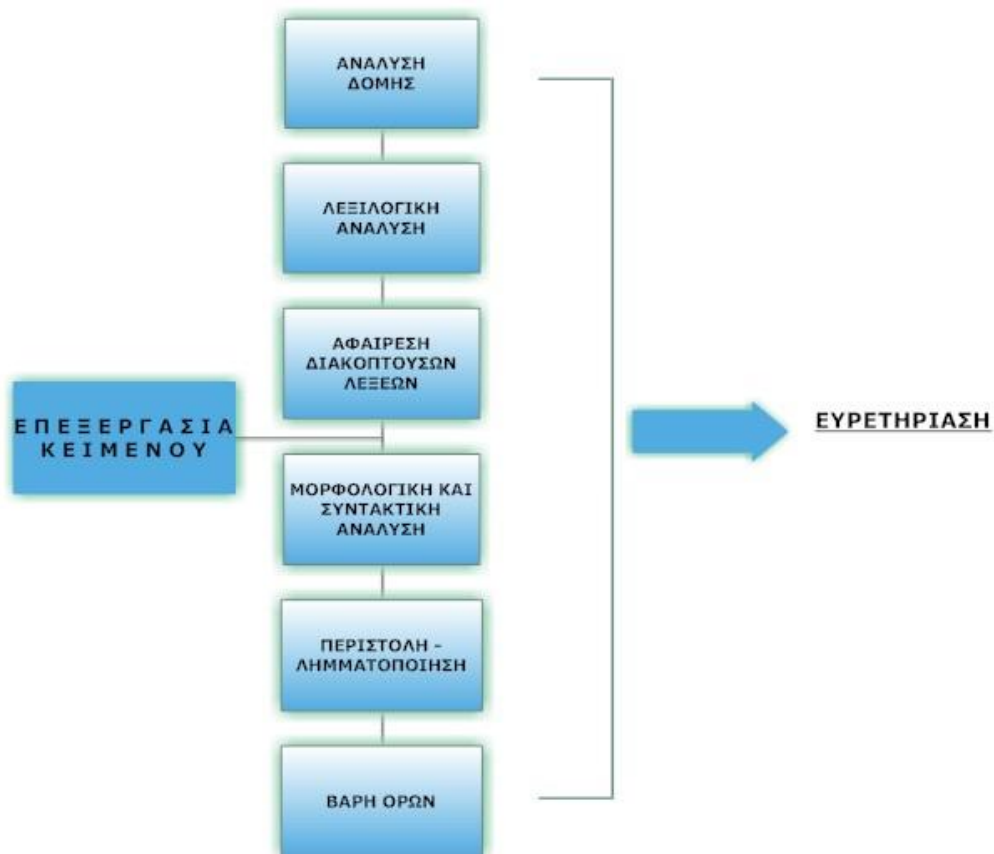 ΑΝΑΛΥΣΗ
ΔΟΜΗΣ
ΛΕΞΙΛΟΓΙΚΗ
ΑΝΑΛΥΣΗ
ΑΦΑΙΡΕΣΗ
ΔΙΑΚΟΠΤΟΥΣΩΝ
ΛΕΞΕΩΝ
ΕΠΕΞΕΡΓΑΣΙΑ
ΚΕΙΜΕΝΟΥ
ΜΟΡΦΟΛΟΓΙΚΗ ΚΑΙ
ΣΥΝΤΑΚΤΙΚΗ
ΑΝΑΛΥΣΗ
ΠΕΡΙΣΤΟΛΗ -
ΛΗΜΜΑΤΟΠΟΙΗΣΗ
ΒΑΡΗ ΟΡΩΝ
ΕΥΡΕΤΗΡΙΑΣΗ